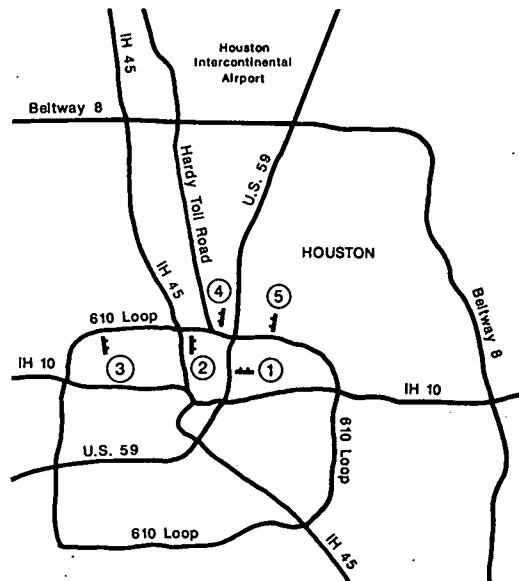 IH 45
Houston
Intercontinental
Airport
Beltway 8
Hardy Toll Road
U.S. 59
HOUSTON
IH 45
4
5
610 Loop
Beltway 8
IH 10
3
2
1
IH 10
U.S. 59
610 Loop
610 Loop
IH 45